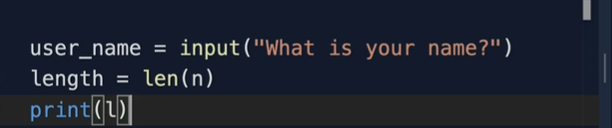 user_name = input("What is your name?")
length = len(n)
print(l)